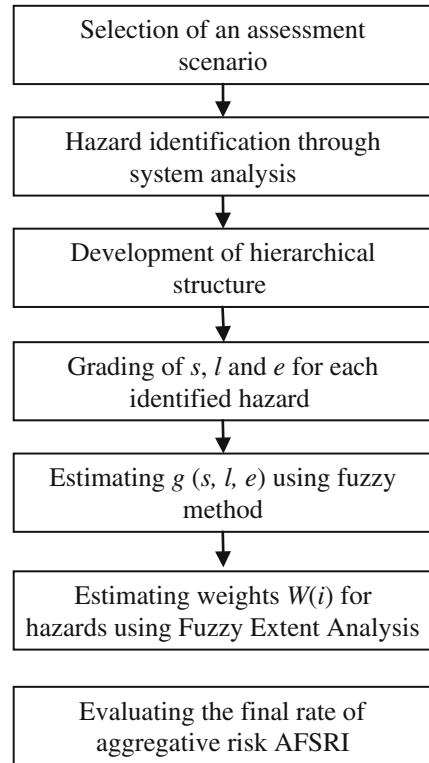 Selection of an assessment
scenario
Hazard identification through
system analysis
Development of hierarchical
structure
Grading of s, l and e for each
identified hazard
Estimating g (s, l, e) using fuzzy
method
Estimating weights W(i) for
hazards using Fuzzy Extent Analysis
Evaluating the final rate of
aggregative risk AFSRI